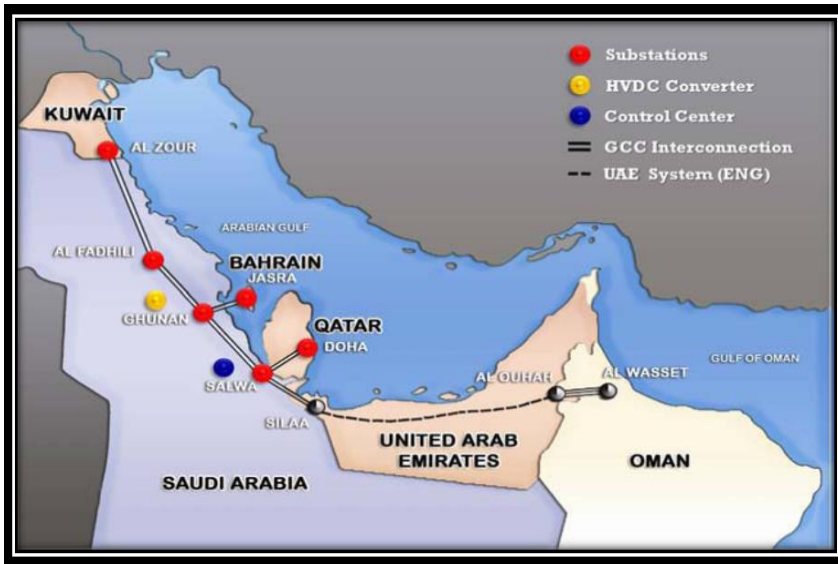 Substations
HVDC Converter
Control Center
GCC Interconnection
UAE System (ENG)
KUWAIT
AL ZOUR
ARABIAN GULF
AL FADHILI
BAHRAIN
JASRA
GHUNAN
QATAR
DOHA
GULF OF OMAN
SALWA
AL OUHAH
AL WASSET
SILAA
UNITED ARAB
EMIRATES
OMAN
SAUDI ARABIA